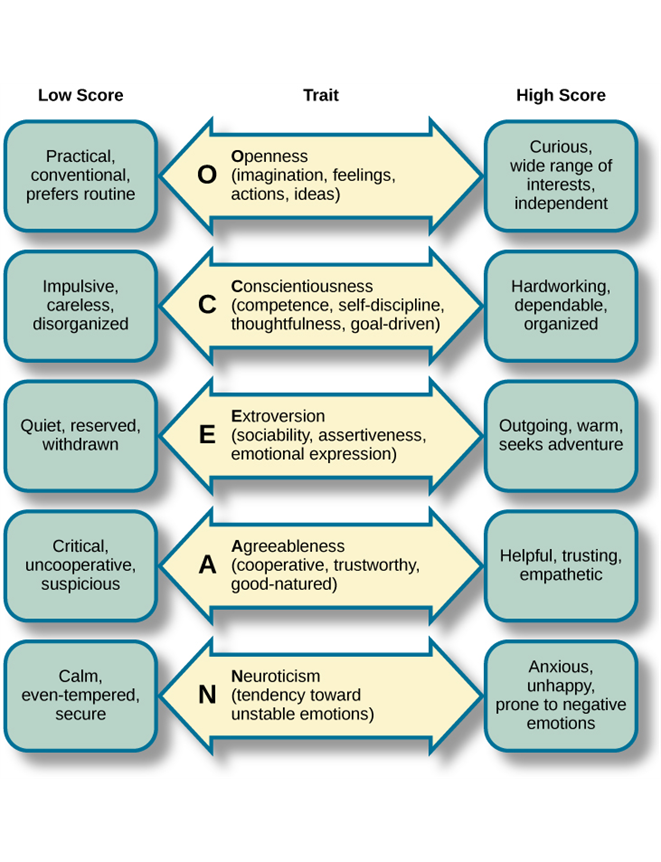 Low Score
Trait
High Score
Practical,
conventional,
prefers routine
O
Openness
(imagination, feelings,
actions, ideas)
Curious,
wide range of
interests,
independent
Impulsive,
careless,
disorganized
C
Conscientiousness
(competence, self-discipline,
thoughtfulness, goal-driven)
Hardworking,
dependable,
organized
Quiet, reserved,
withdrawn
E
Extroversion
(sociability, assertiveness,
emotional expression)
Outgoing, warm,
seeks adventure
Critical,
uncooperative,
suspicious
A
Agreeableness
(cooperative, trustworthy,
good-natured)
Helpful, trusting,
empathetic
Calm,
even-tempered,
secure
N
Neuroticism
(tendency toward
unstable emotions)
Anxious,
unhappy,
prone to negative
emotions